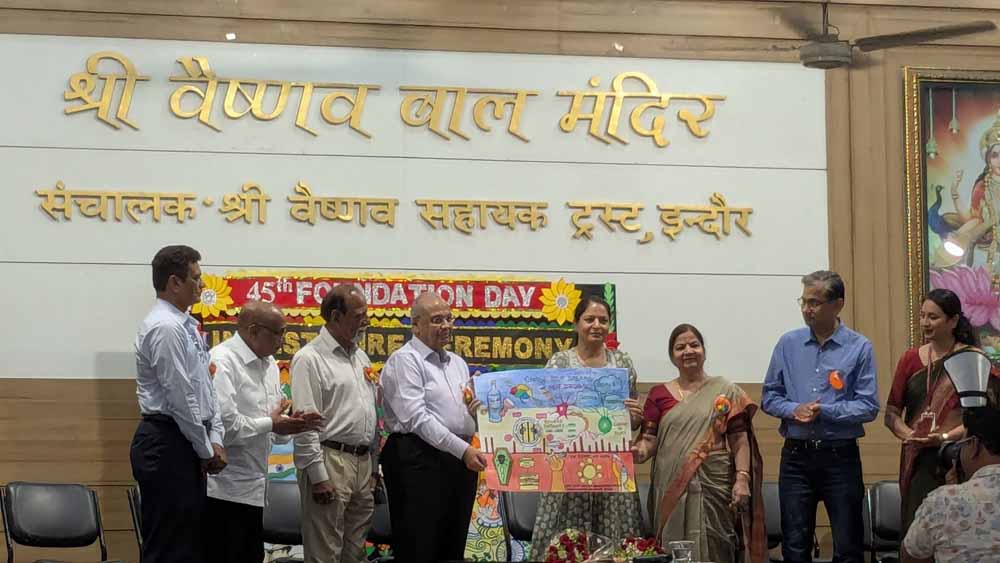 श्री वैष्णव बाल मंदिर
संचालक - श्री वैष्णव सहायक ट्रस्ट, इन्दौर
45th FOUNDATION DAY
CEREMONY